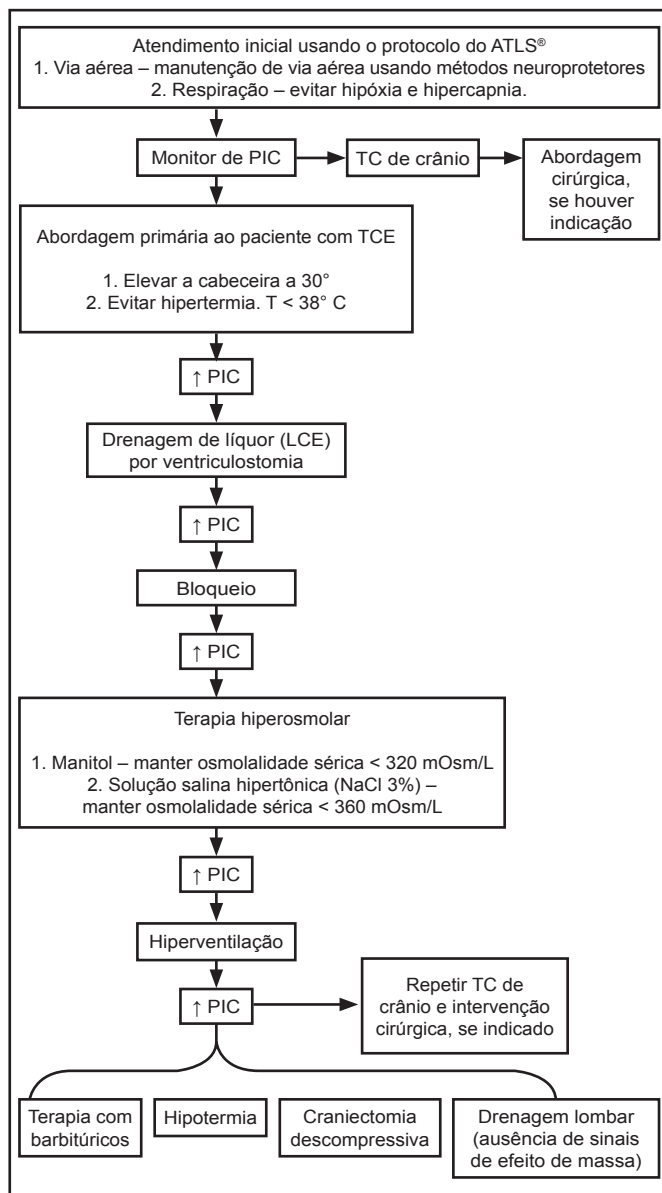 Atendimento inicial usando o protocolo do ATLS®
1. Via aérea – manutenção de via aérea usando métodos neuroprotetores
2. Respiração – evitar hipóxia e hipercapnia.
Monitor de PIC
TC de crânio
Abordagem
cirúrgica,
se houver
indicação
Abordagem primária ao paciente com TCE
1. Elevar a cabeceira a 30°
2. Evitar hipertermia. T < 38° C
↑ PIC
Drenagem de líquor (LCE)
por ventriculostomia
↑ PIC
Bloqueio
↑ PIC
Terapia hiperosmolar
1. Manitol – manter osmolalidade sérica < 320 mOsm/L
2. Solução salina hipertônica (NaCl 3%) –
manter osmolalidade sérica < 360 mOsm/L
↑ PIC
Hiperventilação
↑ PIC
Repetir TC de
crânio e intervenção
cirúrgica, se indicado
Terapia com
barbitúricos
Hipotermia
Craniectomia
descompressiva
Drenagem lombar
(ausência de sinais
de efeito de massa)